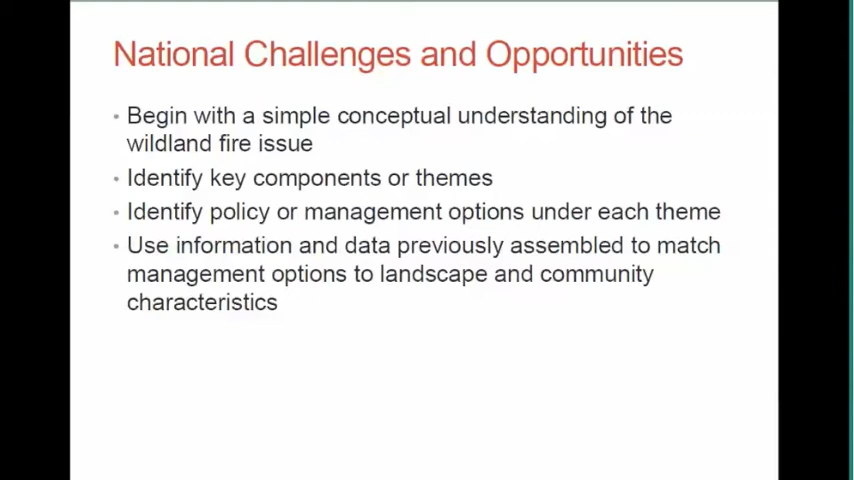 National Challenges and Opportunities
• Begin with a simple conceptual understanding of the
wildland fire issue
• Identify key components or themes
• Identify policy or management options under each theme
• Use information and data previously assembled to match
management options to landscape and community
characteristics